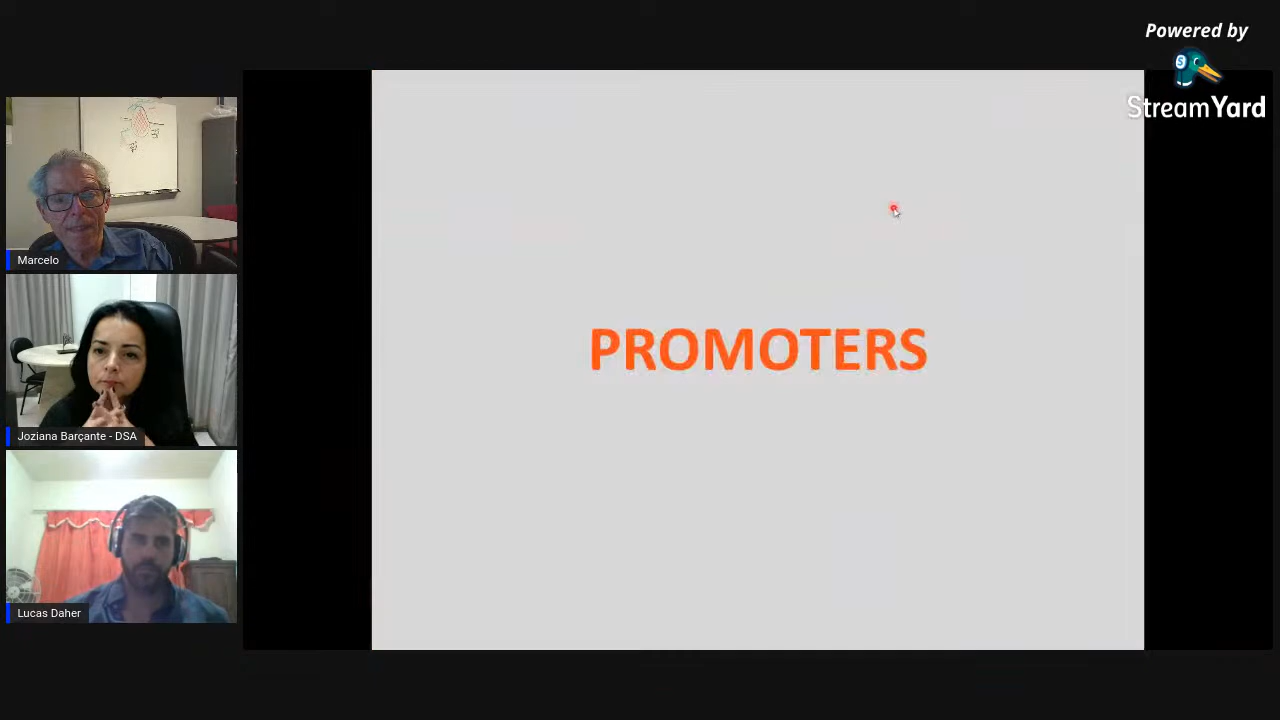 Powered by
StreamYard
Marcelo
PROMOTERS
Joziana Barçante - DSA
Lucas Daher